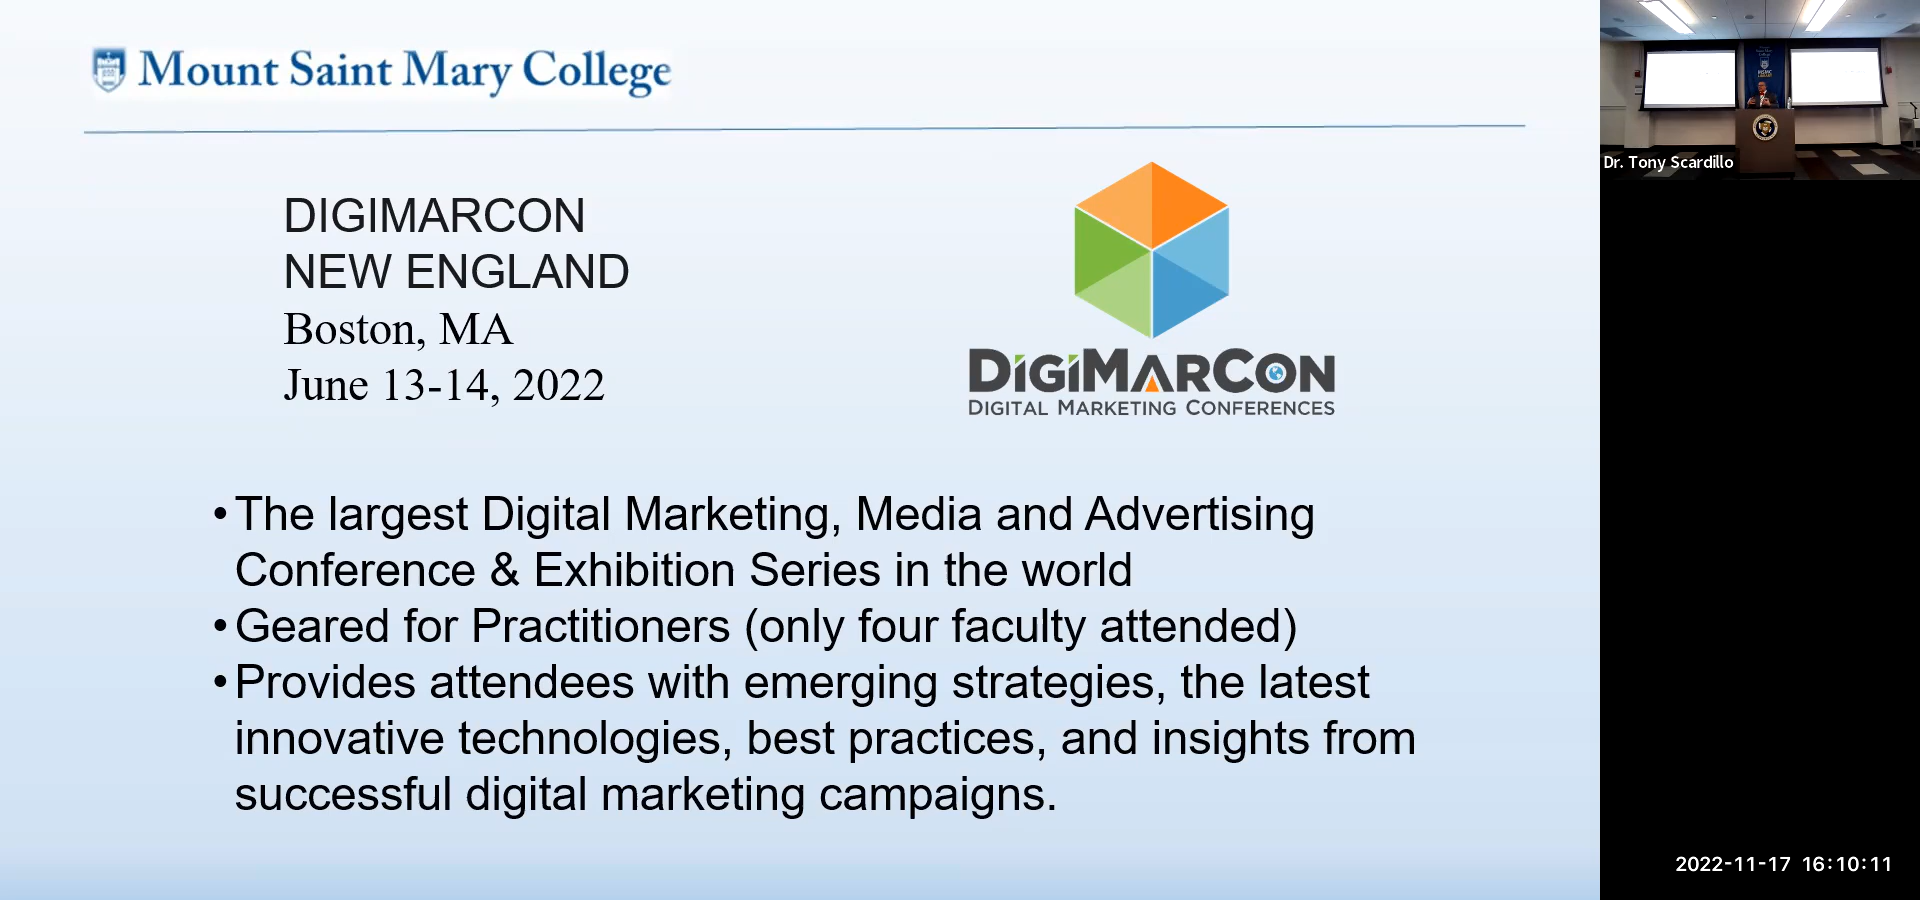 Mount Saint Mary College
DIGIMARCON
NEW ENGLAND
Boston, MA
June 13-14, 2022
DIGIMARCON
DIGITAL MARKETING CONFERENCES
•The largest Digital Marketing, Media and Advertising
Conference & Exhibition Series in the world
•Geared for Practitioners (only four faculty attended)
•Provides attendees with emerging strategies, the latest
innovative technologies, best practices, and insights from
successful digital marketing campaigns.
Dr. Tony Scardillo
2022-11-17 16:10:11